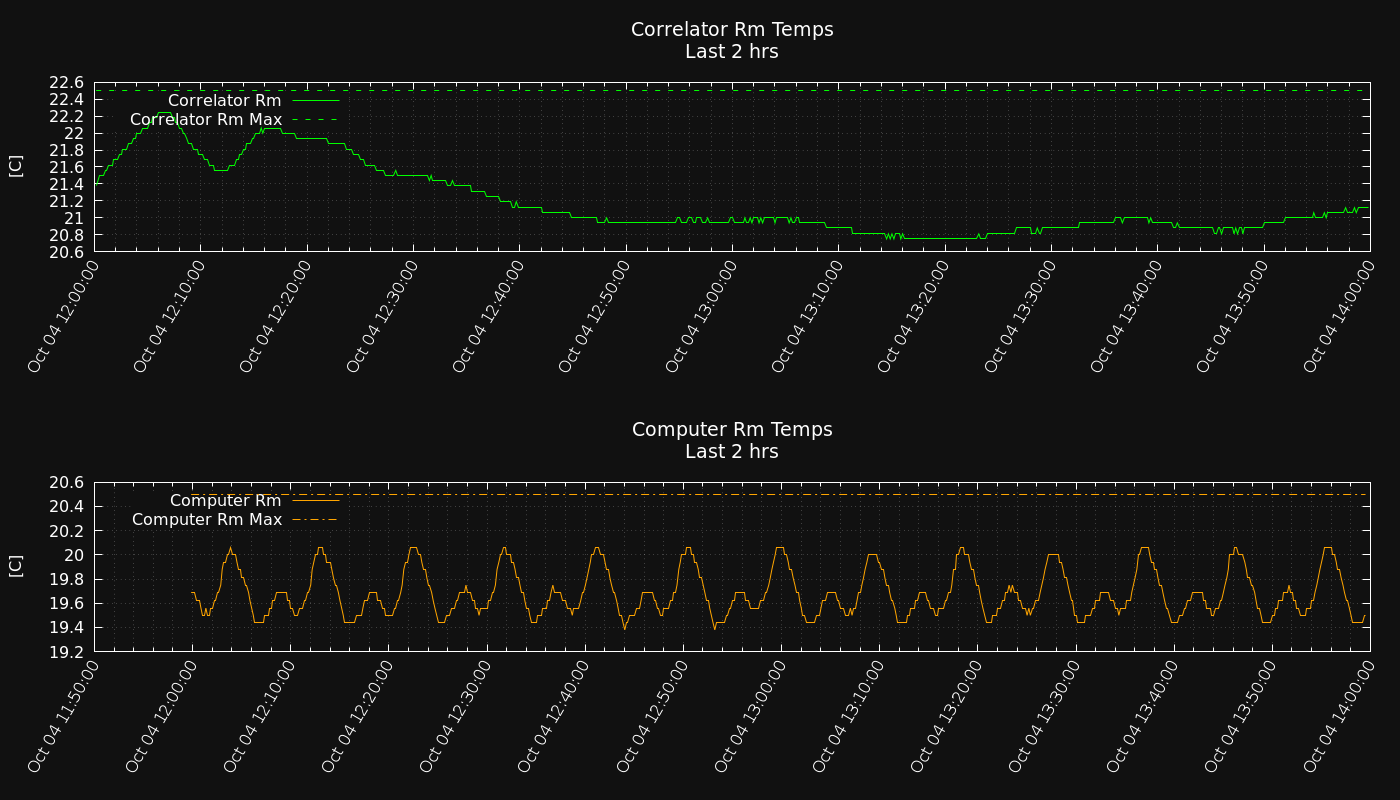 Correlator Rm Temps
Last 2 hrs
22.6
22.4
22.2
22
21.8
21.6
21.4
21.2
21
20.8
20.6
[C]
Correlator Rm
Correlator Rm Max
Oct 04 12:00:00
Oct 04 12:10:00
Oct 04 12:20:00
Oct 04 12:30:00
Oct 04 12:40:00
Oct 04 12:50:00
Oct 04 13:00:00
Oct 04 13:10:00
Oct 04 13:20:00
Oct 04 13:30:00
Oct 04 13:40:00
Oct 04 13:50:00
Oct 04 14:00:00
Computer Rm Temps
Last 2 hrs
20.6
20.4
20.2
20
19.8
19.6
19.4
19.2
[C]
Computer Rm
Computer Rm Max
Oct 04 11:50:00
Oct 04 12:00:00
Oct 04 12:10:00
Oct 04 12:20:00
Oct 04 12:30:00
Oct 04 12:40:00
Oct 04 12:50:00
Oct 04 13:00:00
Oct 04 13:10:00
Oct 04 13:20:00
Oct 04 13:30:00
Oct 04 13:40:00
Oct 04 13:50:00
Oct 04 14:00:00